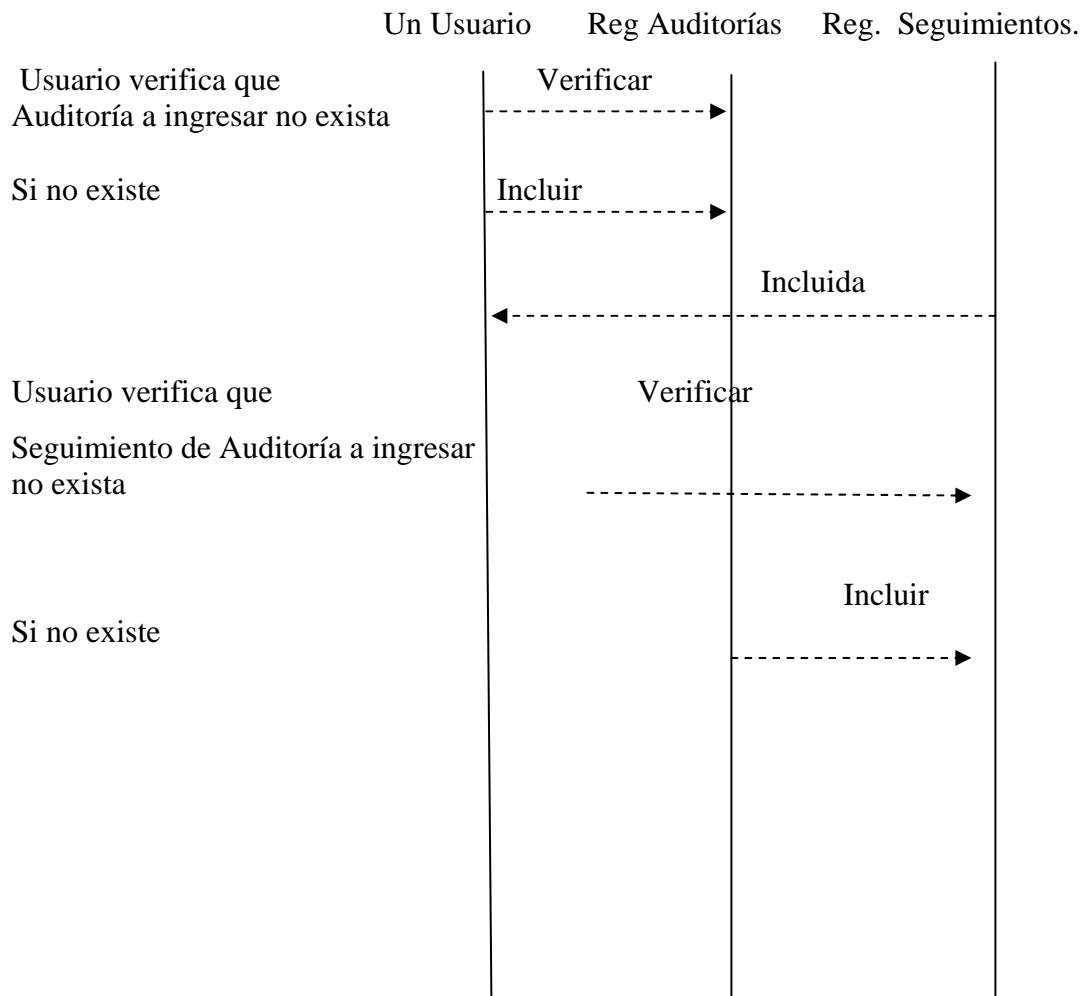 Un Usuario Reg Auditorías Reg. Seguimientos.
Usuario verifica que Verificar
Auditoría a ingresar no exista
Si no existe Incluir
Incluida
Usuario verifica que Verificar
Seguimiento de Auditoría a ingresar
no exista
Incluir
Si no existe